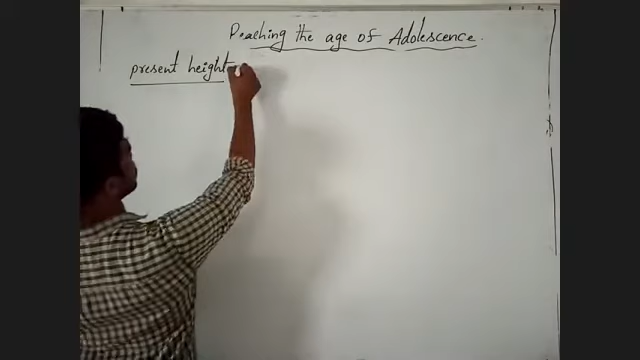 Reaching the age of Adolescence.
present height